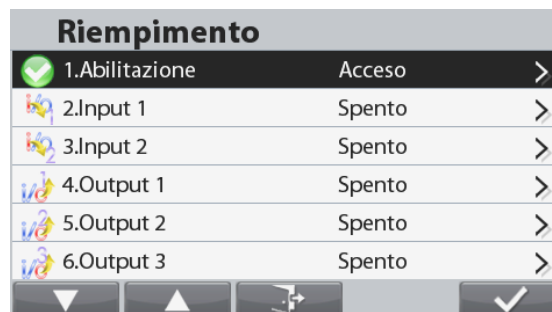 Riempimento
1.Abilitazione Acceso
2.Input 1 Spento
3.Input 2 Spento
4.Output 1 Spento
5.Output 2 Spento
6.Output 3 Spento